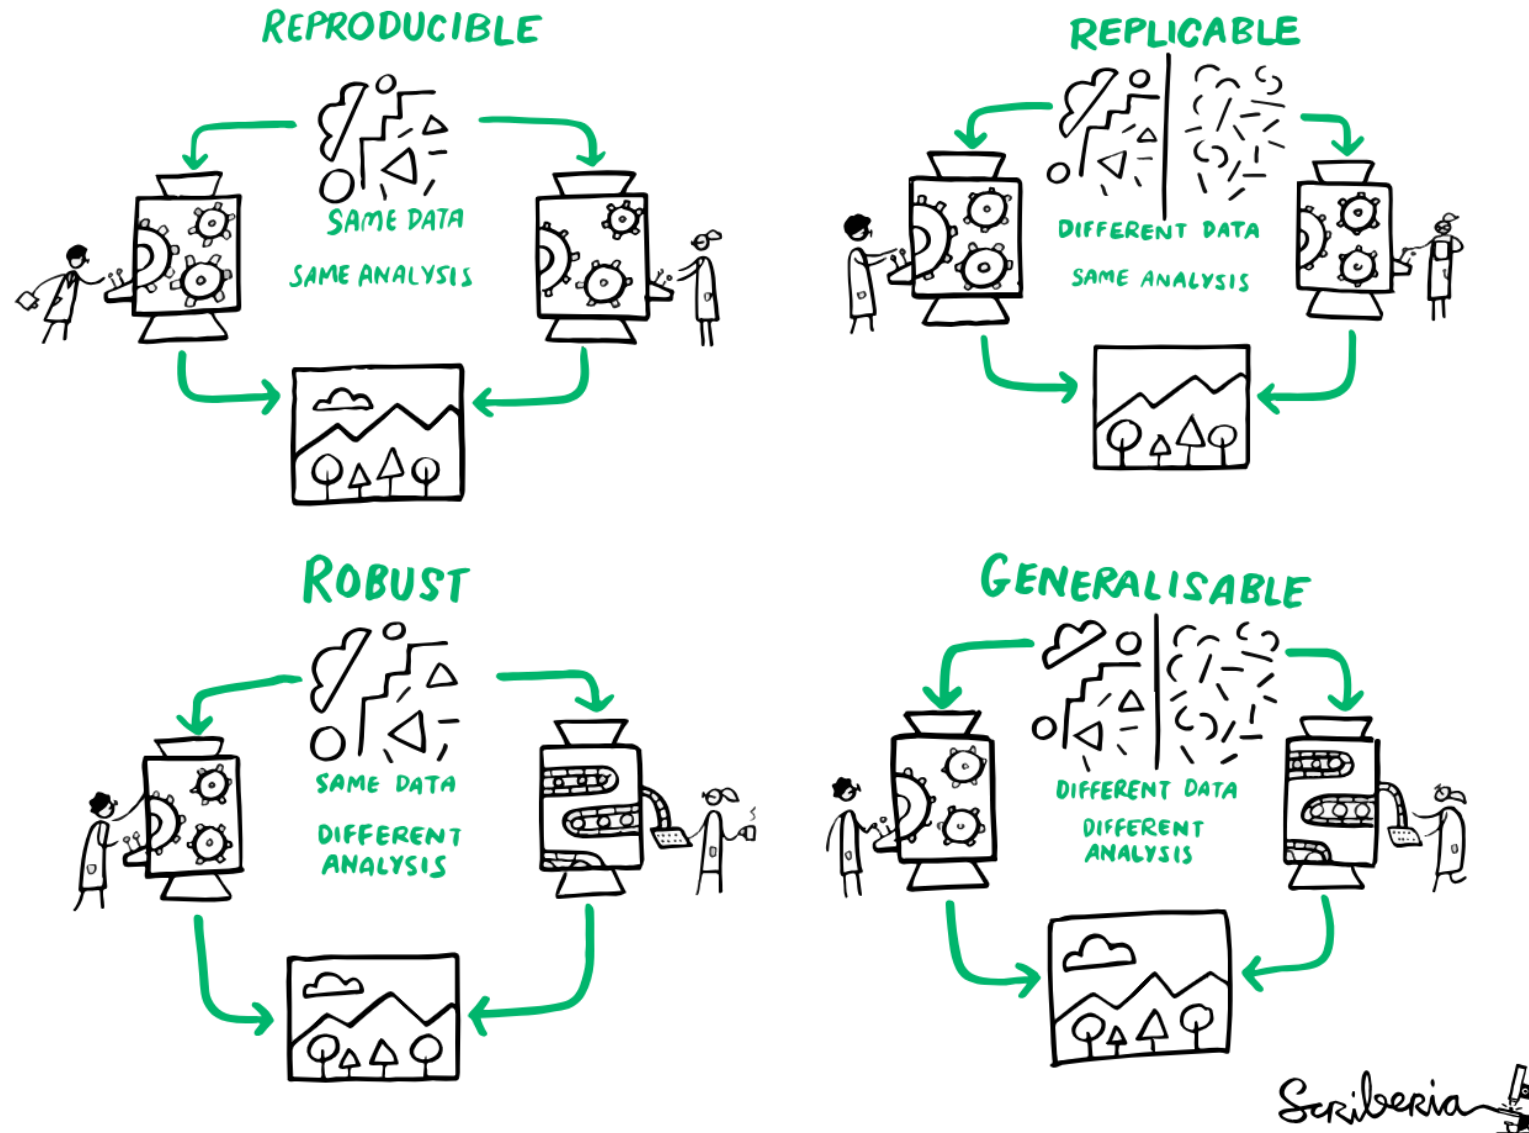 REPRODUCIBLE
SAME DATA
SAME ANALYSIS
REPLICABLE
DIFFERENT DATA
SAME ANALYSIS
ROBUST
SAME DATA
DIFFERENT
ANALYSIS
GENERALISABLE
DIFFERENT DATA
DIFFERENT
ANALYSIS
Scriberia